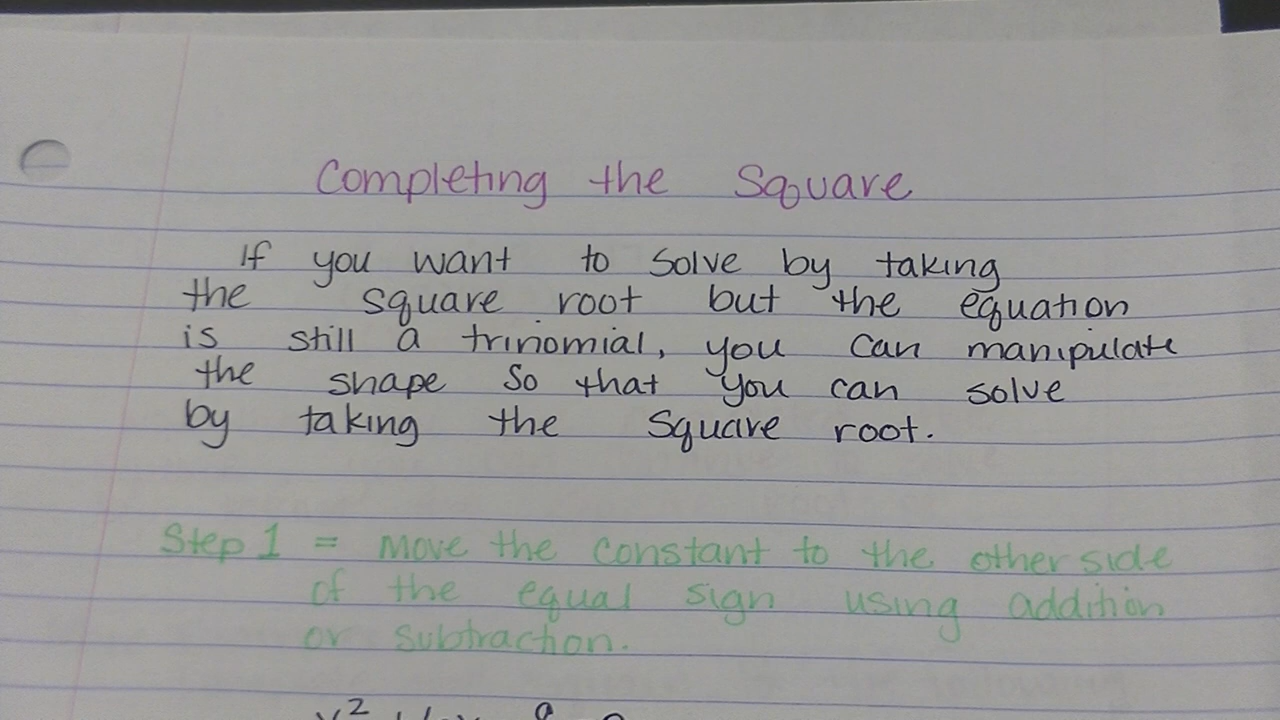 Completing the Square
If you want to solve by taking
the square root but the equation
is still a trinomial, you can manipulate
the shape so that you can solve
by taking the square root.
Step 1 = Move the constant to the other side
of the equal sign using addition
or subtraction.